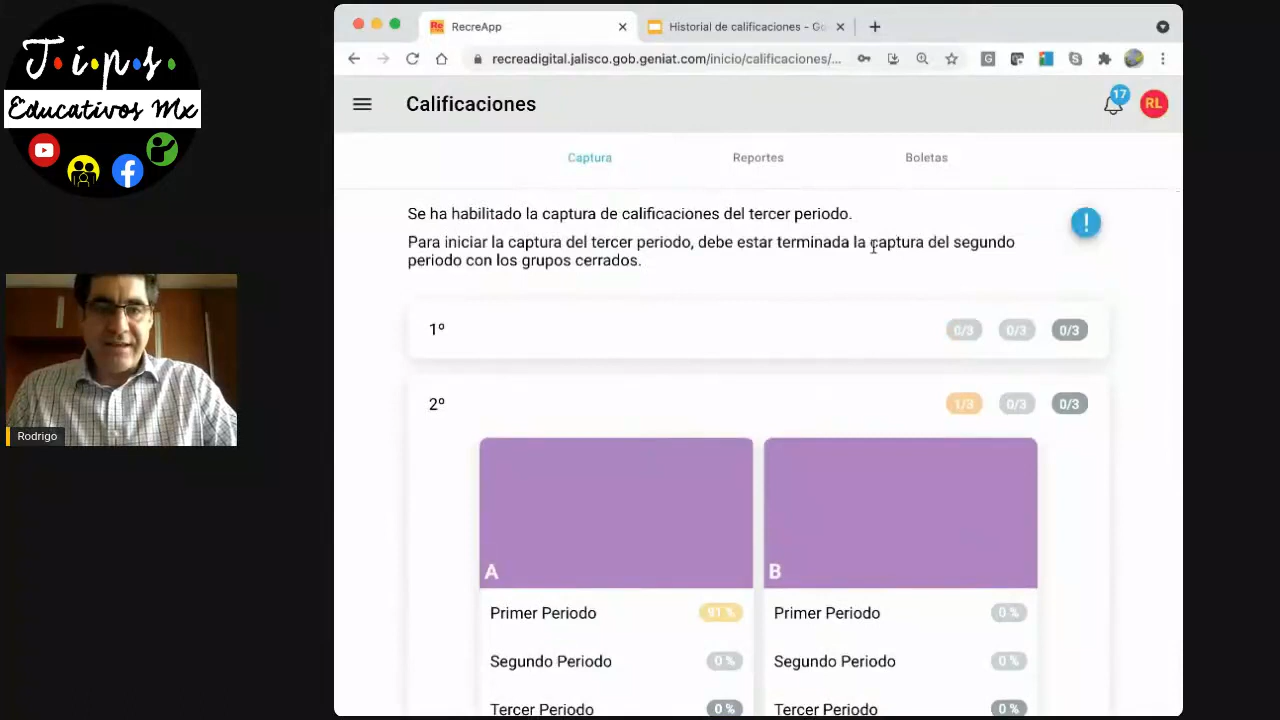 T.i.p.s.
Educativos Mx
Rodrigo
Re
RecreApp
Historial de calificaciones - Go
recreadigital.jalisco.gob.geniat.com/inicio/calificaciones/...
Calificaciones
17
RL
Captura
Reportes
Boletas
Se ha habilitado la captura de calificaciones del tercer periodo.
!
Para iniciar la captura del tercer periodo, debe estar terminada la captura del segundo
periodo con los grupos cerrados.
1º
0/3 0/3 0/3
2º
1/3 0/3 0/3
A
B
Primer Periodo 91 %
Primer Periodo 0 %
Segundo Periodo 0 %
Segundo Periodo 0 %
Tercer Periodo 0 %
Tercer Periodo 0 %